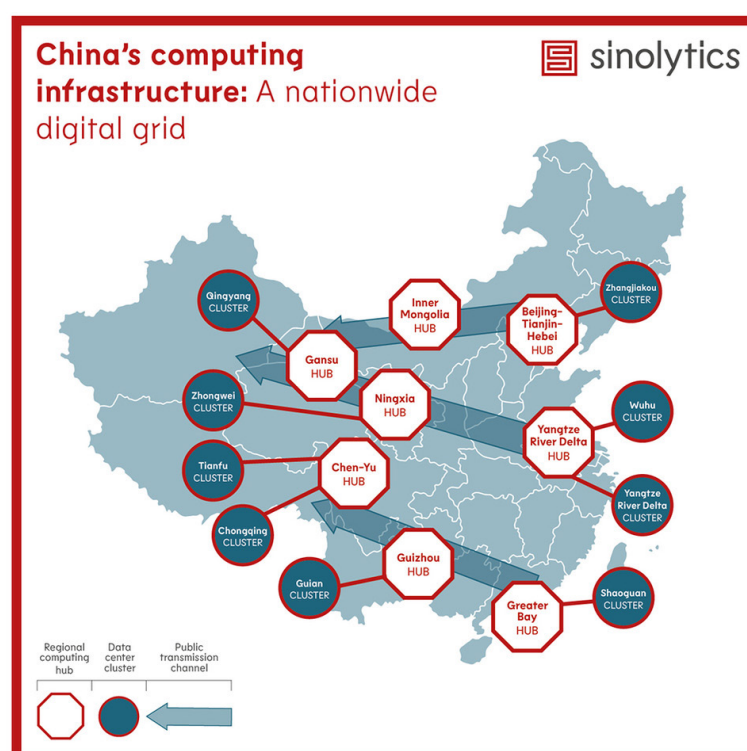 China's computing
infrastructure: A nationwide
digital grid
sinolytics
Qingyang
CLUSTER
Inner
Mongolia
HUB
Zhangjiakou
CLUSTER
Beijing-
Tianjin-
Hebei
HUB
Gansu
HUB
Zhongwei
CLUSTER
Ningxia
HUB
Wuhu
CLUSTER
Yangtze
River Delta
HUB
Tianfu
CLUSTER
Chen-Yu
HUB
Yangtze
River Delta
CLUSTER
Chongqing
CLUSTER
Guizhou
HUB
Guian
CLUSTER
Greater
Bay
HUB
Shaoguan
CLUSTER
Regional
computing
hub
Data
center
cluster
Public
transmission
channel